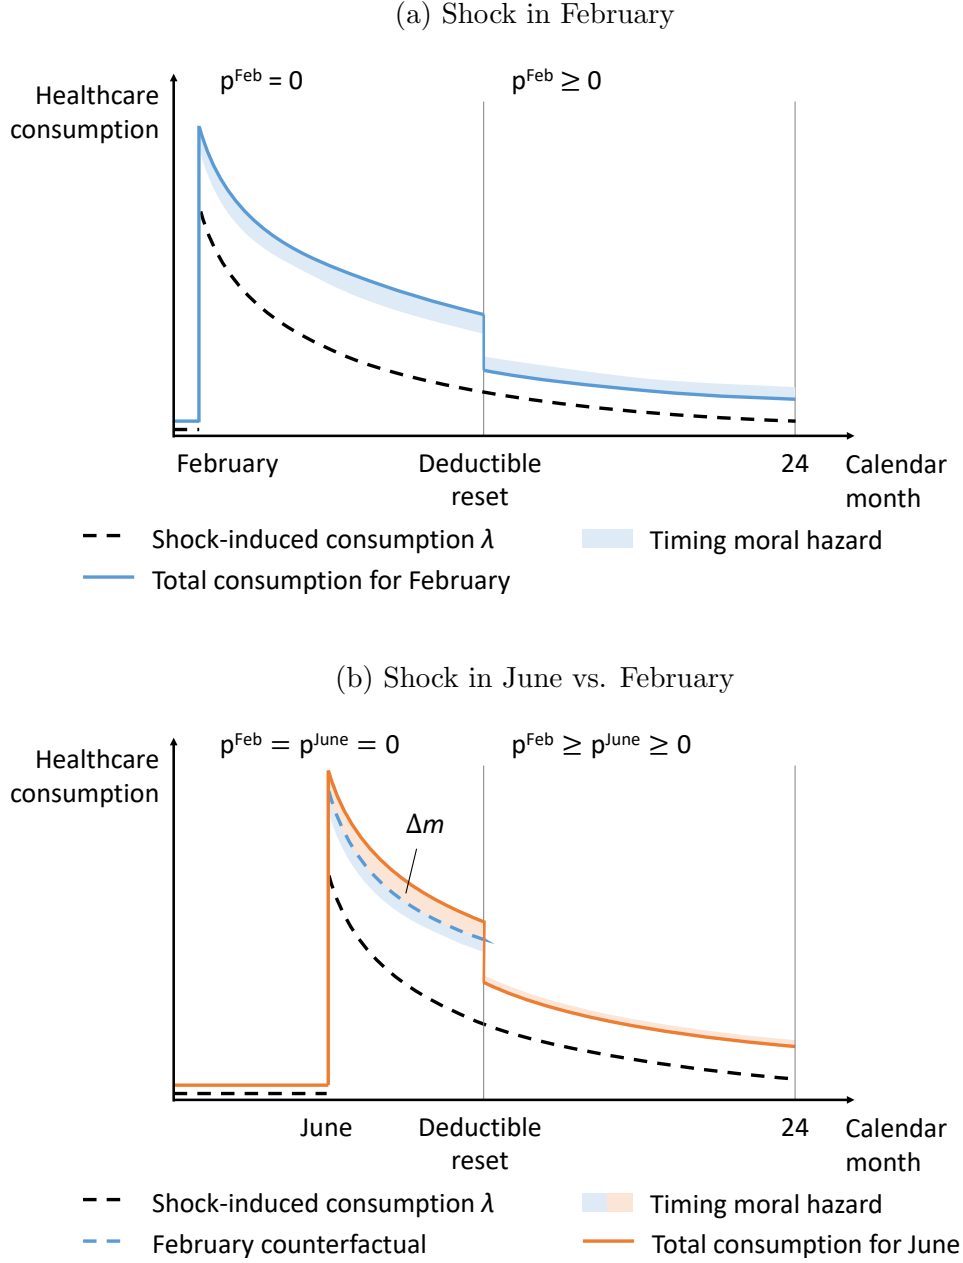 (a) Shock in February
p^Feb = 0
p^Feb ≥ 0
Healthcare
consumption
February
Deductible
reset
24
Calendar
month
Shock-induced consumption λ
Timing moral hazard
Total consumption for February
(b) Shock in June vs. February
p^Feb = p^June = 0
p^Feb ≥ p^June ≥ 0
Healthcare
consumption
Δm
June
Deductible
reset
24
Calendar
month
Shock-induced consumption λ
Timing moral hazard
February counterfactual
Total consumption for June